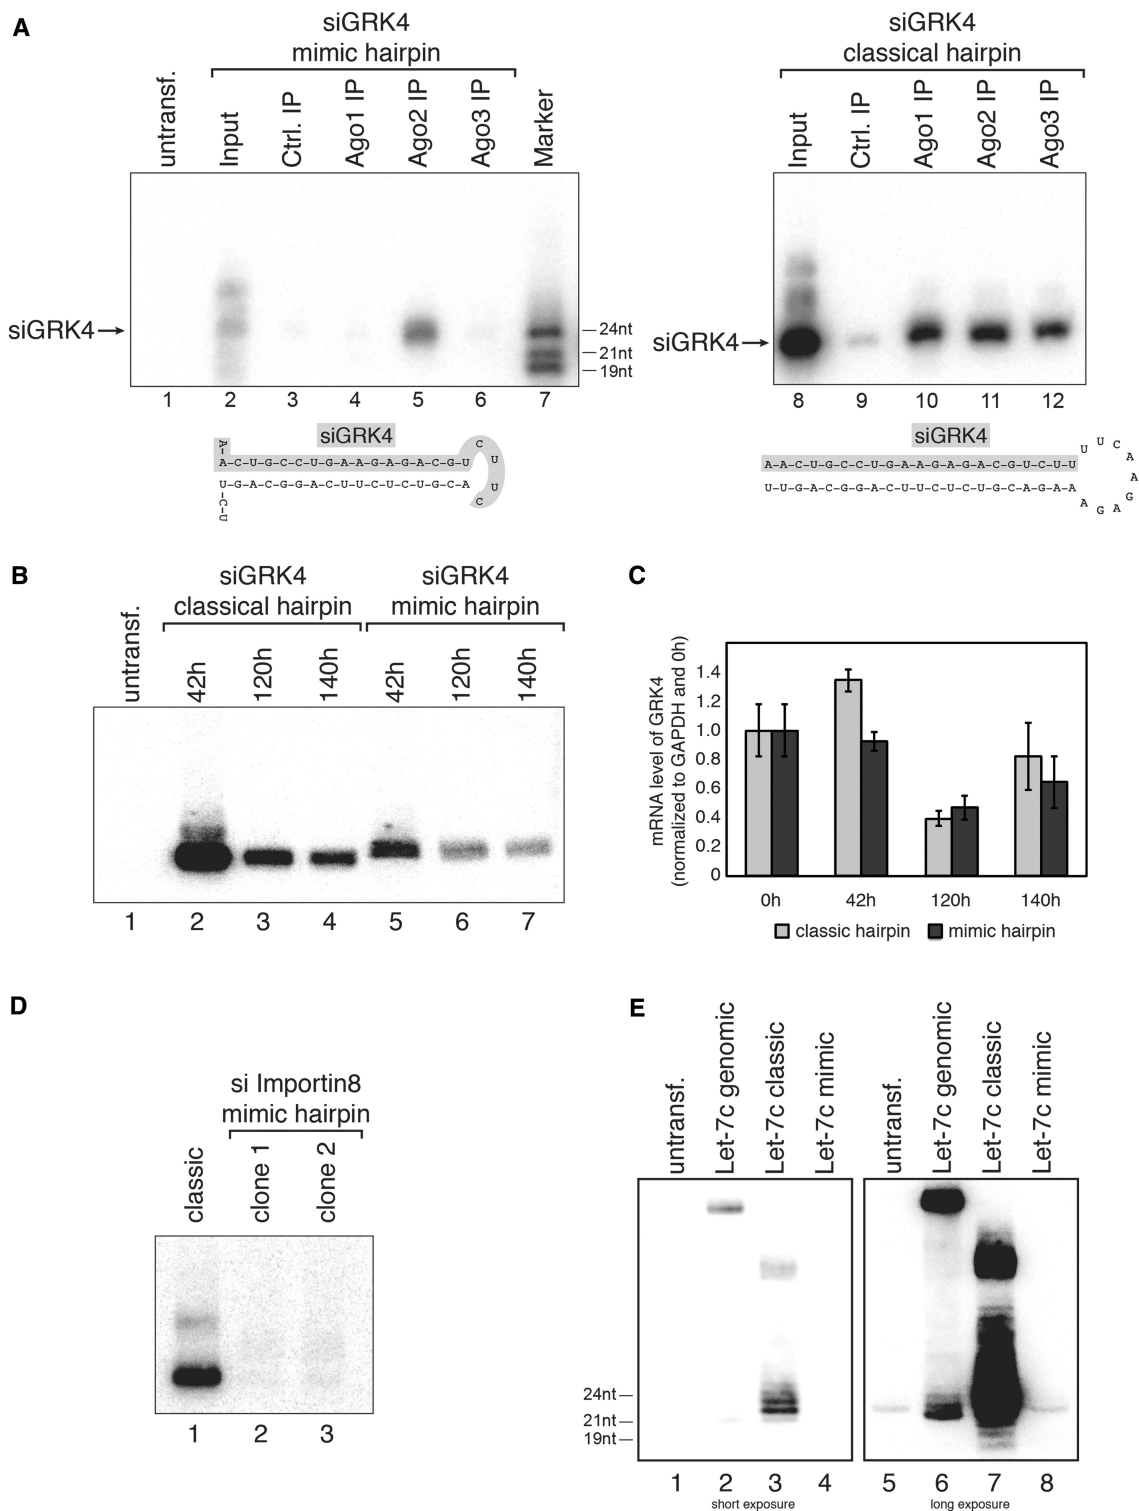 A
siGRK4
mimic hairpin
untransf.
Input
Ctrl. IP
Ago1 IP
Ago2 IP
Ago3 IP
Marker
siGRK4
24nt
21nt
19nt
1 2 3 4 5 6 7
siGRK4
A-A-C-U-G-C-C-U-G-A-A-G-A-G-A-C-G-U
C
U
U
C
U-G-A-C-G-G-A-C-U-U-C-U-C-U-G-C-A
-C-U
siGRK4
classical hairpin
Input
Ctrl. IP
Ago1 IP
Ago2 IP
Ago3 IP
siGRK4
8 9 10 11 12
siGRK4
A-A-C-U-G-C-C-U-G-A-A-G-A-G-A-C-G-U-C-U-U
U U C A A G A G A
U-U-G-A-C-G-G-A-C-U-U-C-U-C-U-G-C-A-G-A-A
B
siGRK4
classical hairpin
siGRK4
mimic hairpin
untransf.
42h
120h
140h
42h
120h
140h
1 2 3 4 5 6 7
C
mRNA level of GRK4
(normalized to GAPDH and 0h)
1.4
1.2
1.0
0.8
0.6
0.4
0.2
0
0h 42h 120h 140h
classic hairpin mimic hairpin
D
si Importin8
mimic hairpin
classic
clone 1
clone 2
1 2 3
E
untransf.
Let-7c genomic
Let-7c classic
Let-7c mimic
untransf.
Let-7c genomic
Let-7c classic
Let-7c mimic
24nt
21nt
19nt
1 2 3 4 5 6 7 8
short exposure long exposure